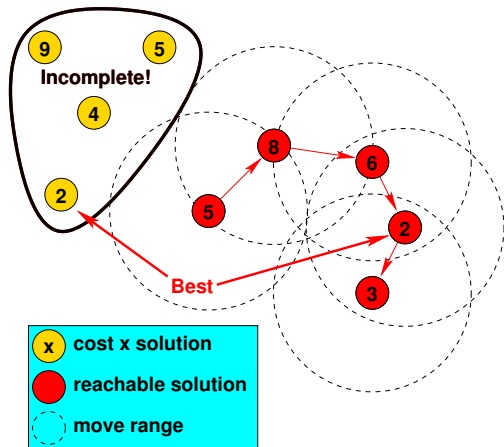 9
5
Incomplete!
4
8
6
2
5
2
Best
3
x cost x solution
reachable solution
move range